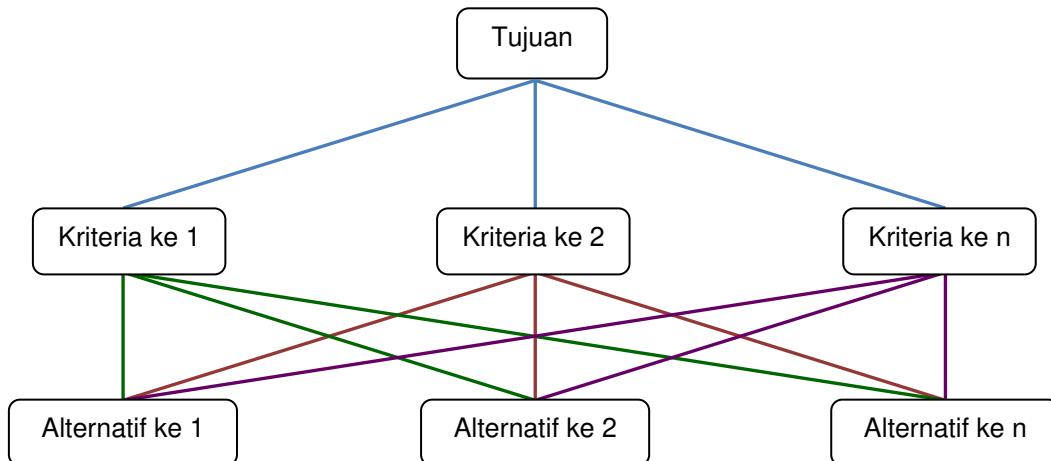 Tujuan
Kriteria ke 1
Kriteria ke 2
Kriteria ke n
Alternatif ke 1
Alternatif ke 2
Alternatif ke n